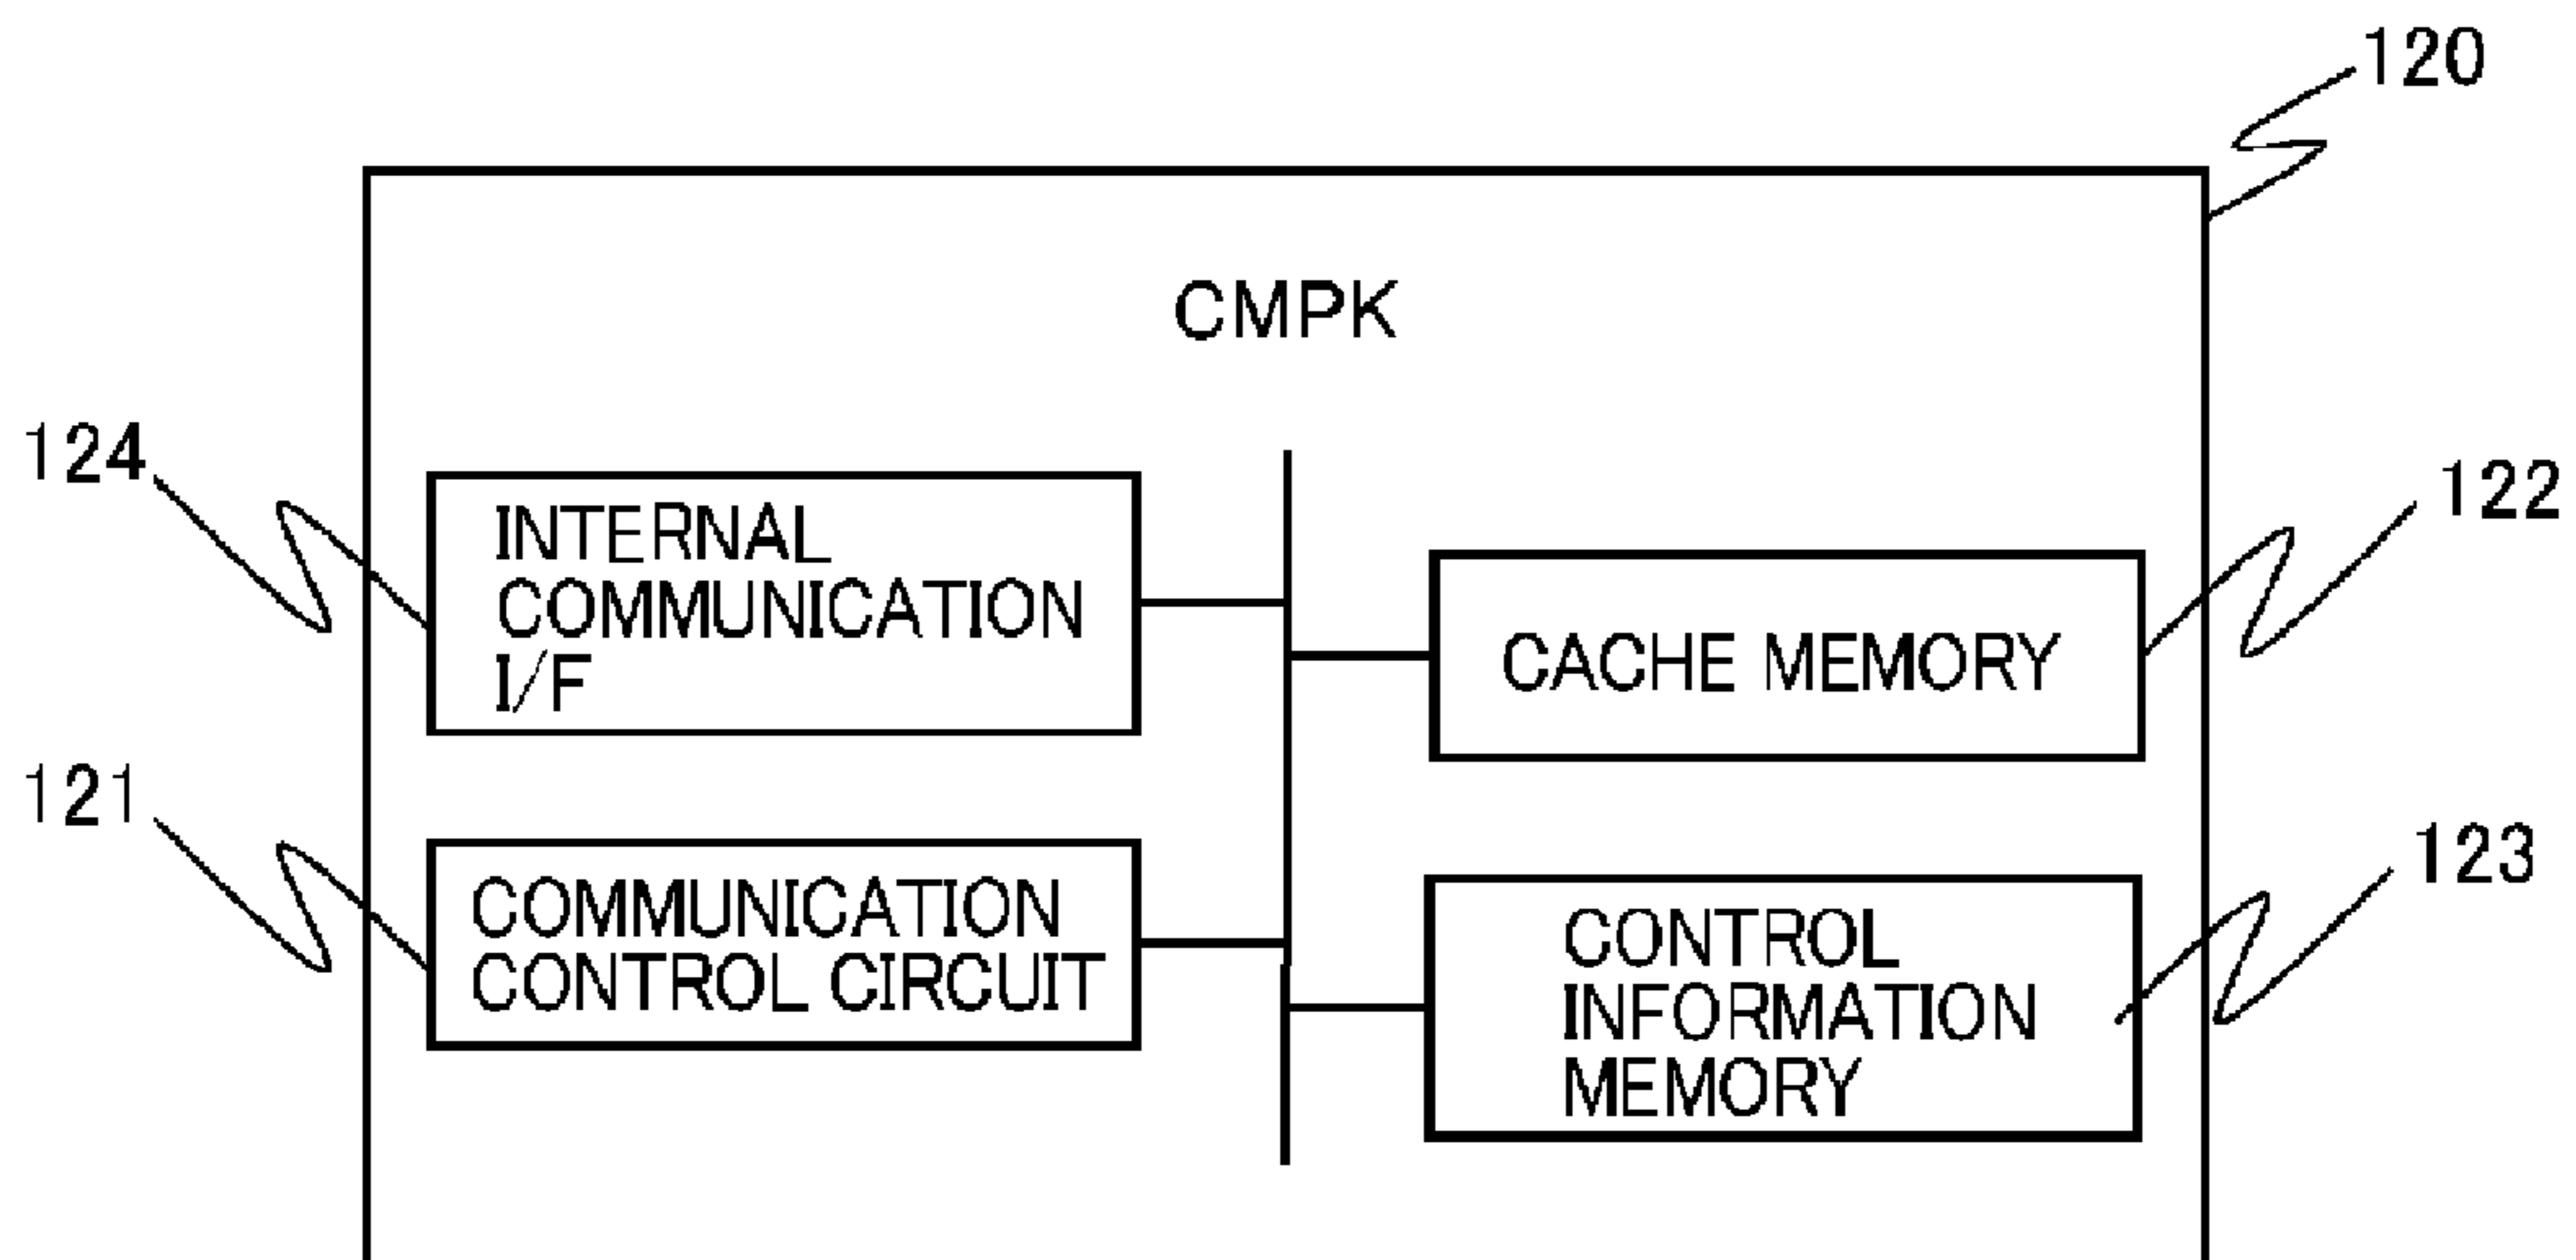 120
CMPK
124
INTERNAL
COMMUNICATION
I/F
122
CACHE MEMORY
121
COMMUNICATION
CONTROL CIRCUIT
123
CONTROL
INFORMATION
MEMORY